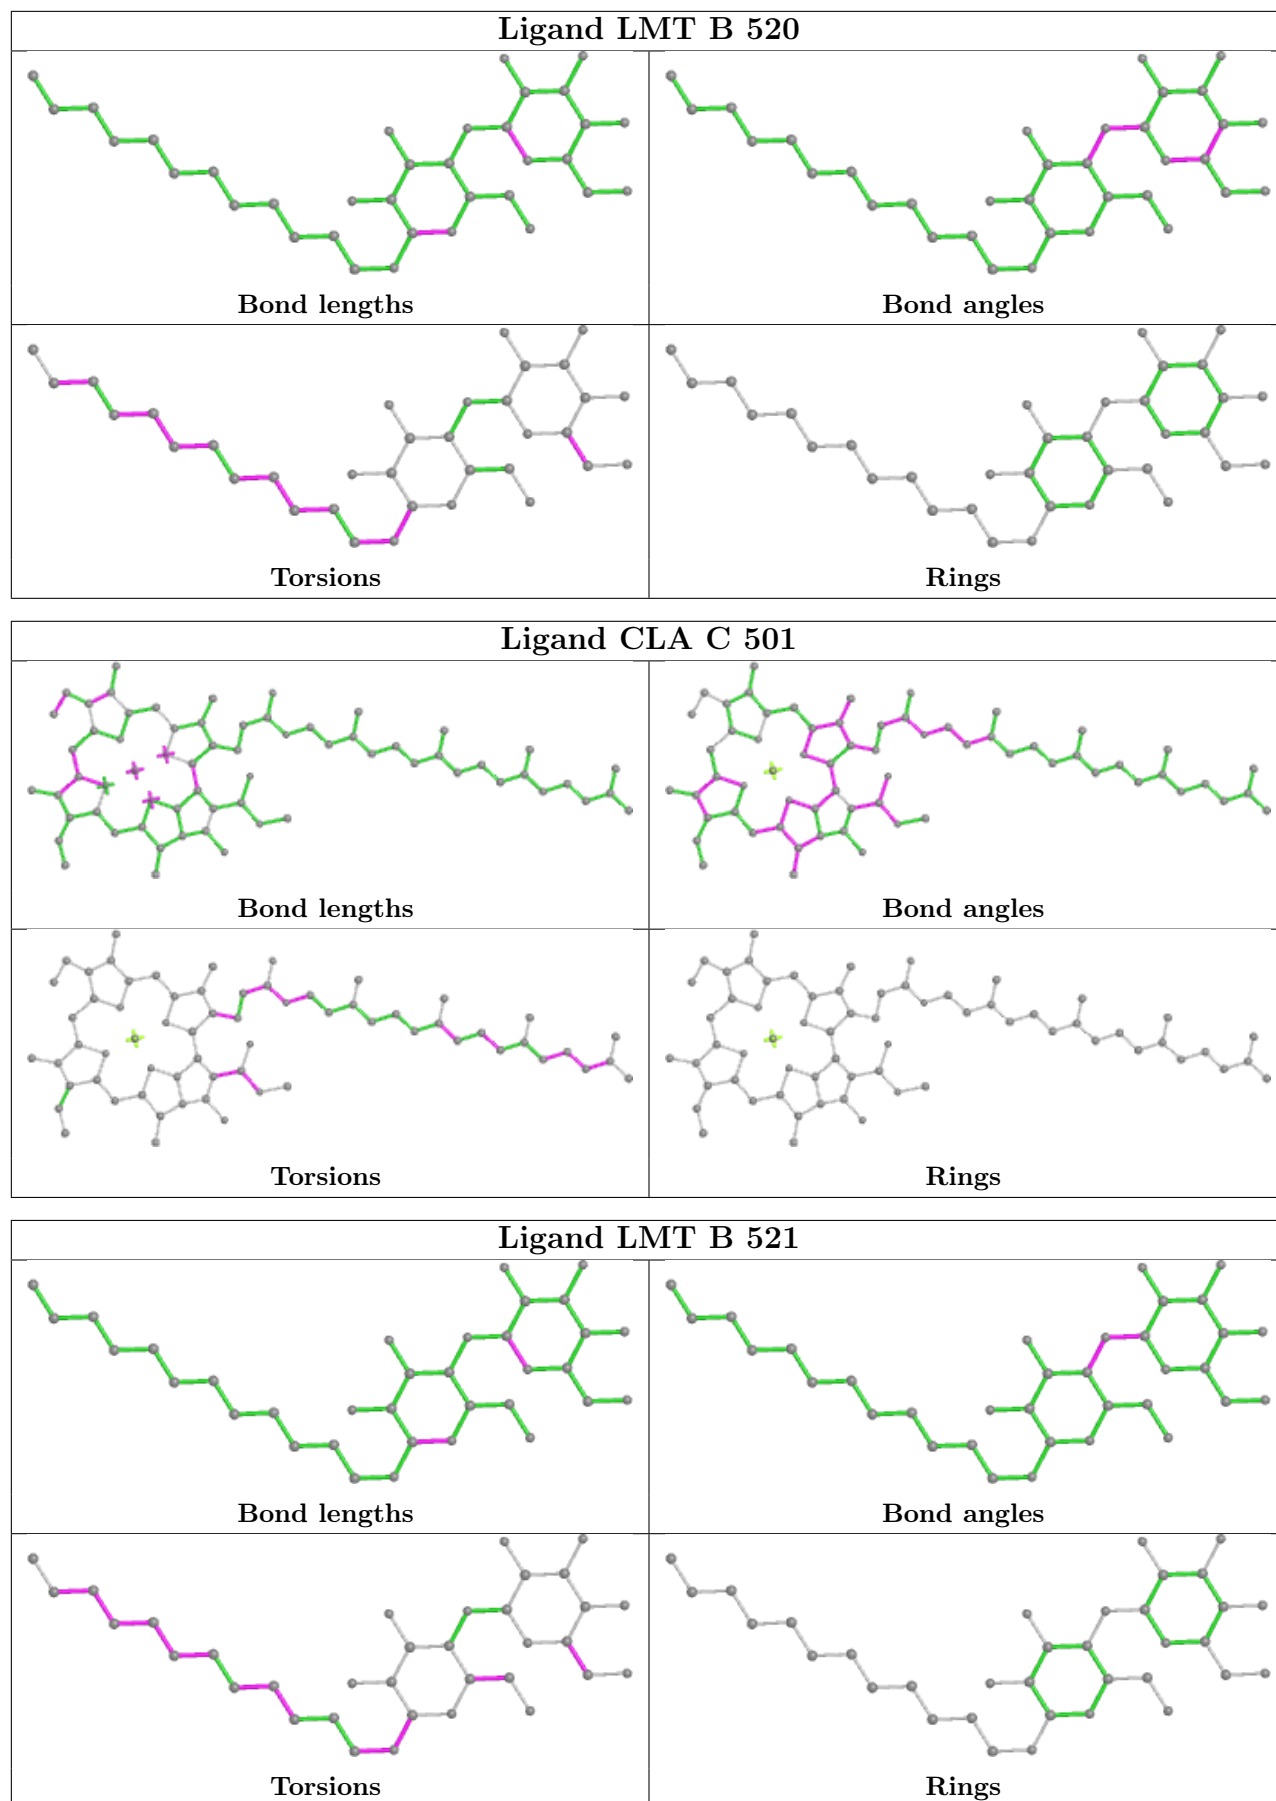 Ligand LMT B 520
Bond lengths
Bond angles
Torsions
Rings
Ligand CLA C 501
Bond lengths
Bond angles
Torsions
Rings
Ligand LMT B 521
Bond lengths
Bond angles
Torsions
Rings